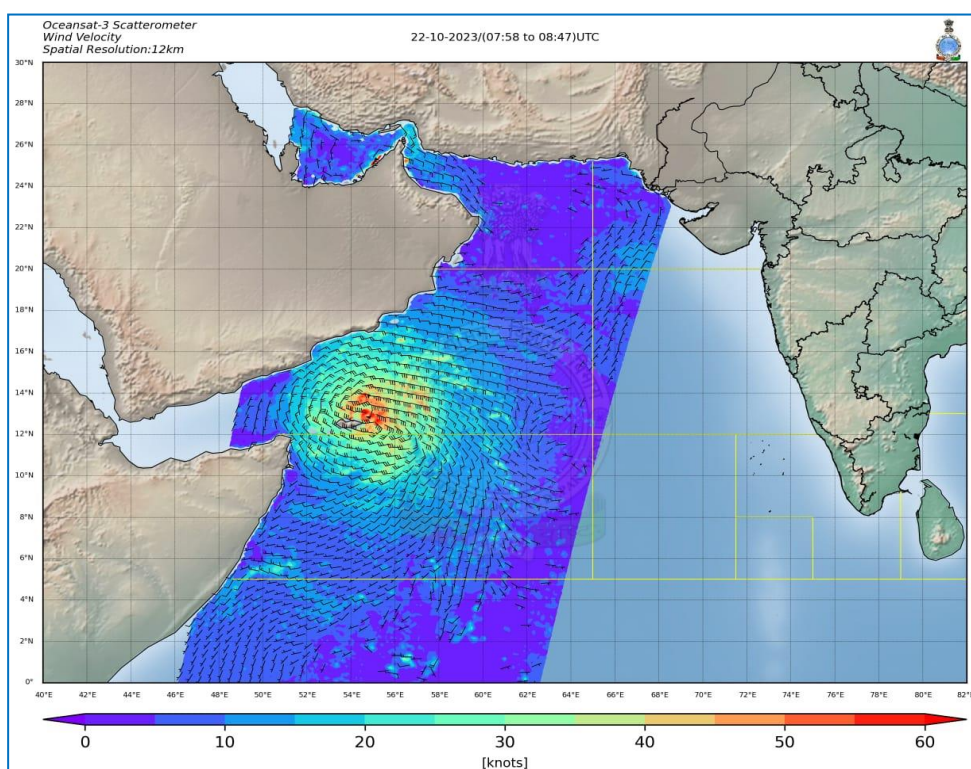 Oceansat-3 Scatterometer
Wind Velocity
Spatial Resolution:12km
22-10-2023/(07:58 to 08:47)UTC
30°N
28°N
26°N
24°N
22°N
20°N
18°N
16°N
14°N
12°N
10°N
8°N
6°N
4°N
2°N
0°
40°E 42°E 44°E 46°E 48°E 50°E 52°E 54°E 56°E 58°E 60°E 62°E 64°E 66°E 68°E 70°E 72°E 74°E 76°E 78°E 80°E 82°E
0 10 20 30 40 50 60
[knots]